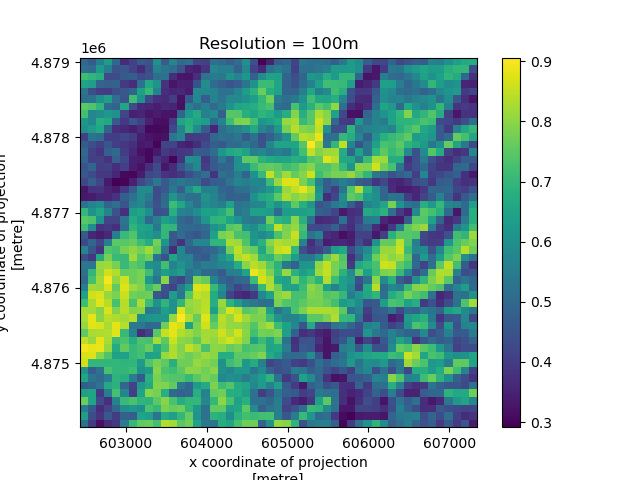 Resolution = 100m
1e6
4.879
4.878
4.877
4.876
4.875
y coordinate of projection
[metre]
603000 604000 605000 606000 607000
x coordinate of projection
[metre]
0.9
0.8
0.7
0.6
0.5
0.4
0.3